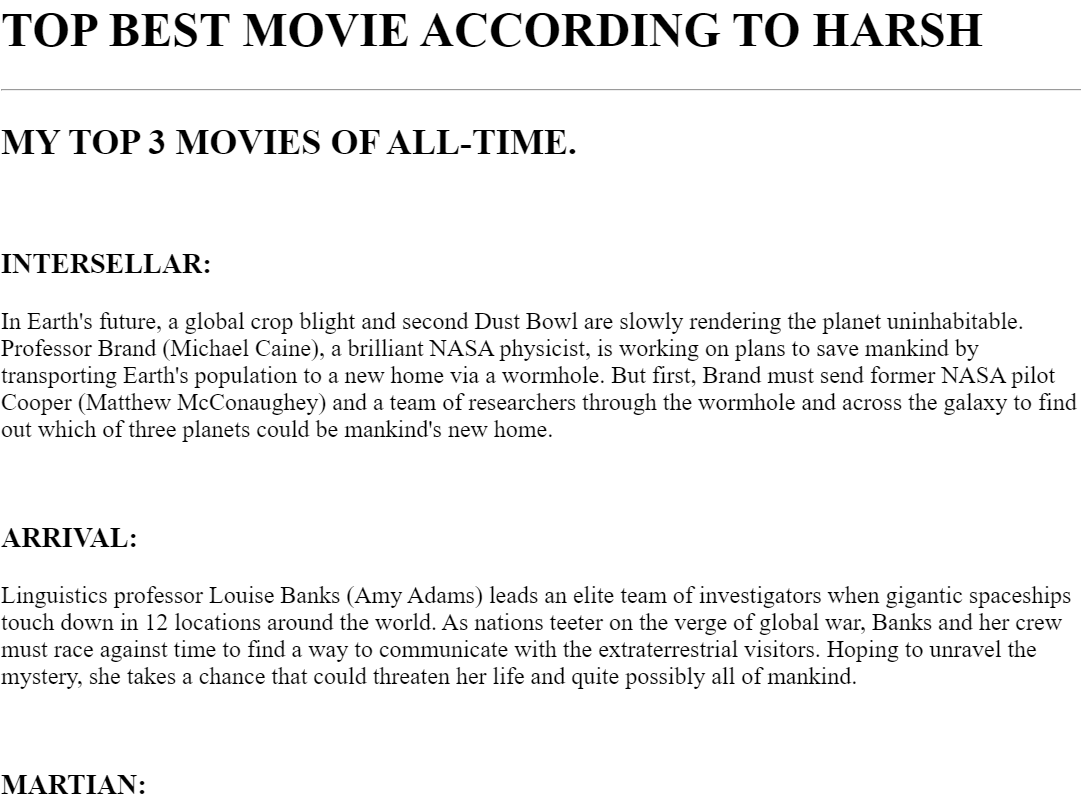 TOP BEST MOVIE ACCORDING TO HARSH
MY TOP 3 MOVIES OF ALL-TIME.
INTERSELLAR:
In Earth's future, a global crop blight and second Dust Bowl are slowly rendering the planet uninhabitable.
Professor Brand (Michael Caine), a brilliant NASA physicist, is working on plans to save mankind by
transporting Earth's population to a new home via a wormhole. But first, Brand must send former NASA pilot
Cooper (Matthew McConaughey) and a team of researchers through the wormhole and across the galaxy to find
out which of three planets could be mankind's new home.
ARRIVAL:
Linguistics professor Louise Banks (Amy Adams) leads an elite team of investigators when gigantic spaceships
touch down in 12 locations around the world. As nations teeter on the verge of global war, Banks and her crew
must race against time to find a way to communicate with the extraterrestrial visitors. Hoping to unravel the
mystery, she takes a chance that could threaten her life and quite possibly all of mankind.
MARTIAN: